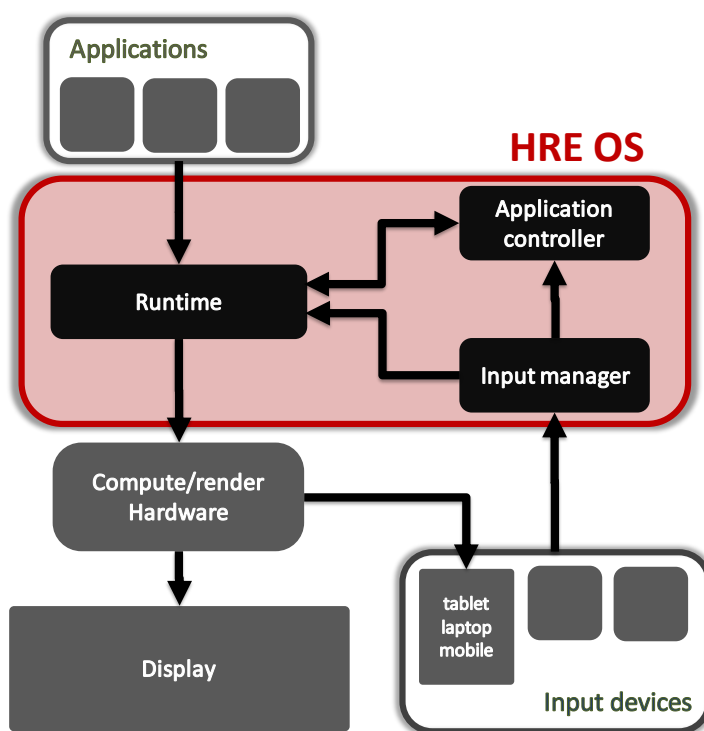 Applications
HRE OS
Application
controller
Runtime
Input manager
Compute/render
Hardware
tablet
laptop
mobile
Display
Input devices